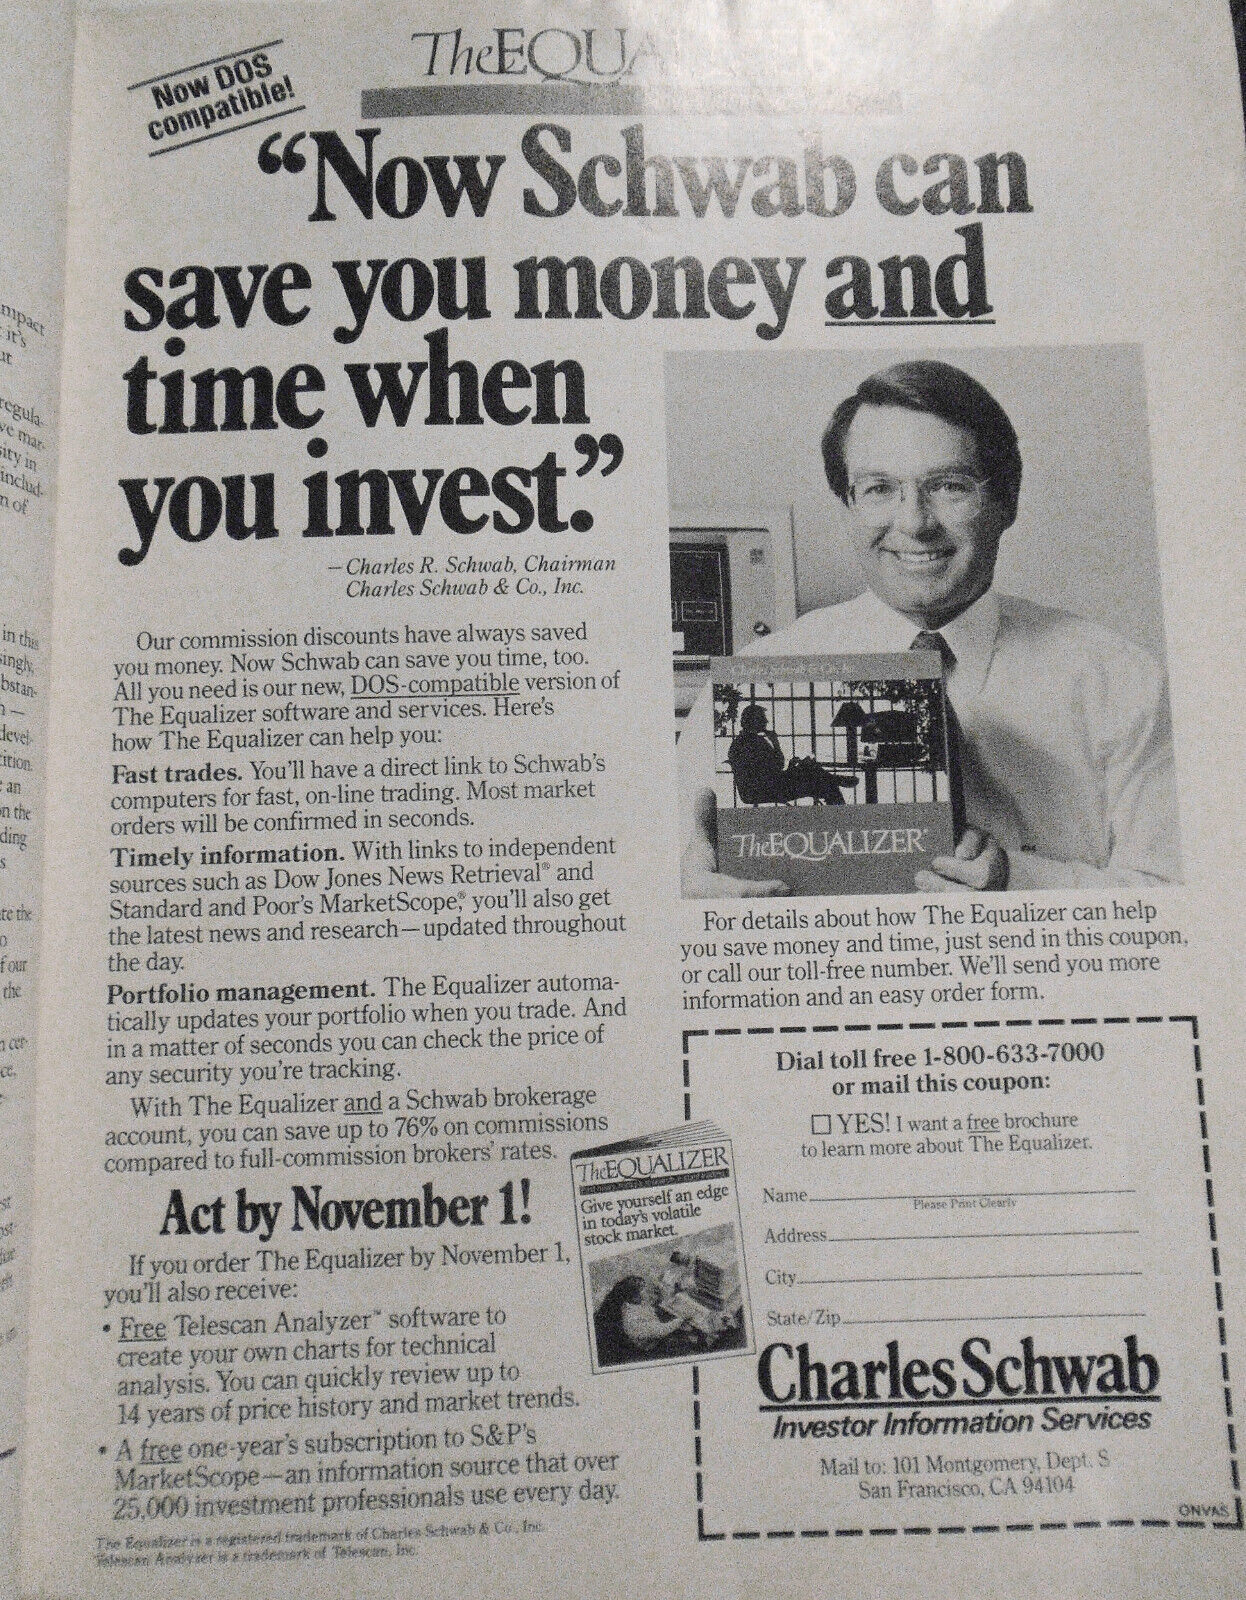 Now DOS
compatible!
The EQUALIZER
“Now Schwab can
save you money and
time when
you invest.”
—Charles R. Schwab, Chairman
Charles Schwab & Co., Inc.
Our commission discounts have always saved
you money. Now Schwab can save you time, too.
All you need is our new, DOS-compatible version of
The Equalizer software and services. Here's
how The Equalizer can help you:
Fast trades. You'll have a direct link to Schwab's
computers for fast, on-line trading. Most market
orders will be confirmed in seconds.
Timely information. With links to independent
sources such as Dow Jones News Retrieval® and
Standard and Poor's MarketScope,® you'll also get
the latest news and research—updated throughout
the day.
Portfolio management. The Equalizer automa-
tically updates your portfolio when you trade. And
in a matter of seconds you can check the price of
any security you're tracking.
With The Equalizer and a Schwab brokerage
account, you can save up to 76% on commissions
compared to full-commission brokers' rates.
Act by November 1!
If you order The Equalizer by November 1,
you'll also receive:
• Free Telescan Analyzer™ software to
create your own charts for technical
analysis. You can quickly review up to
14 years of price history and market trends.
• A free one-year's subscription to S&P's
MarketScope—an information source that over
25,000 investment professionals use every day.
The Equalizer is a registered trademark of Charles Schwab & Co., Inc.
Telescan Analyzer is a trademark of Telescan, Inc.
The EQUALIZER®
For details about how The Equalizer can help
you save money and time, just send in this coupon,
or call our toll-free number. We'll send you more
information and an easy order form.
The EQUALIZER
Give yourself an edge
in today's volatile
stock market.
Dial toll free 1-800-633-7000
or mail this coupon:
☐ YES! I want a free brochure
to learn more about The Equalizer.
Name
Please Print Clearly
Address
City
State/Zip
Charles Schwab
Investor Information Services
Mail to: 101 Montgomery, Dept. S
San Francisco, CA 94104
ONVAS